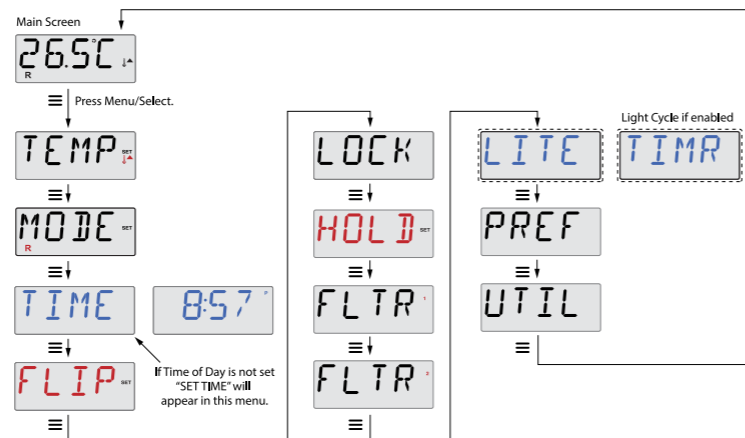 Main Screen
26.5°C
R
Press Menu/Select.
TEMP SET
MODE SET
R
TIME
8:57 P
If Time of Day is not set
"SET TIME" will
appear in this menu.
FLIP SET
LOCK
HOLD SET
FLTR 1
FLTR 2
Light Cycle if enabled
LITE TIMR
PREF
UTIL